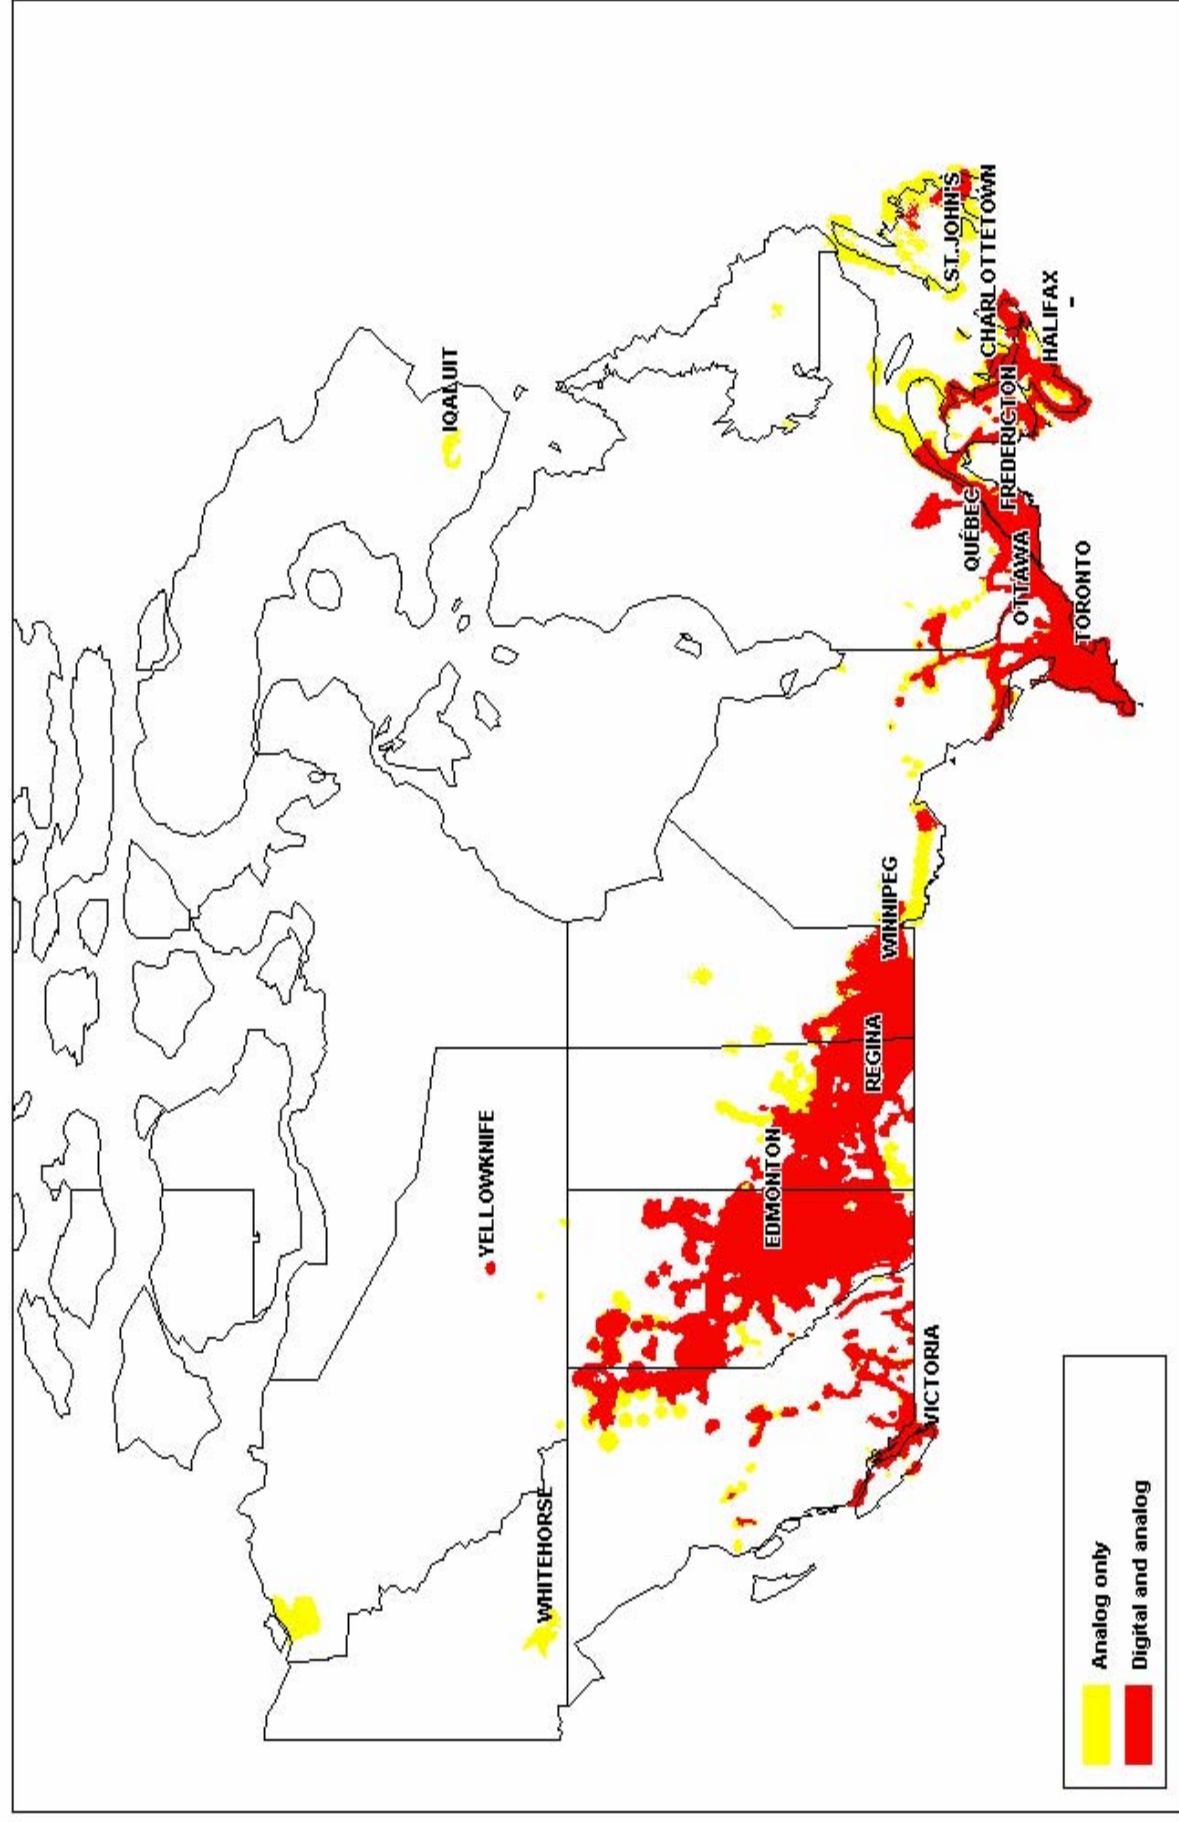 IQALUIT
YELLOWKNIFE
WHITEHORSE
ST.JOHN'S
CHARLOTTETOWN
HALIFAX
FREDERICTON
QUÉBEC
OTTAWA
TORONTO
WINNIPEG
REGINA
EDMONTON
VICTORIA
Analog only
Digital and analog